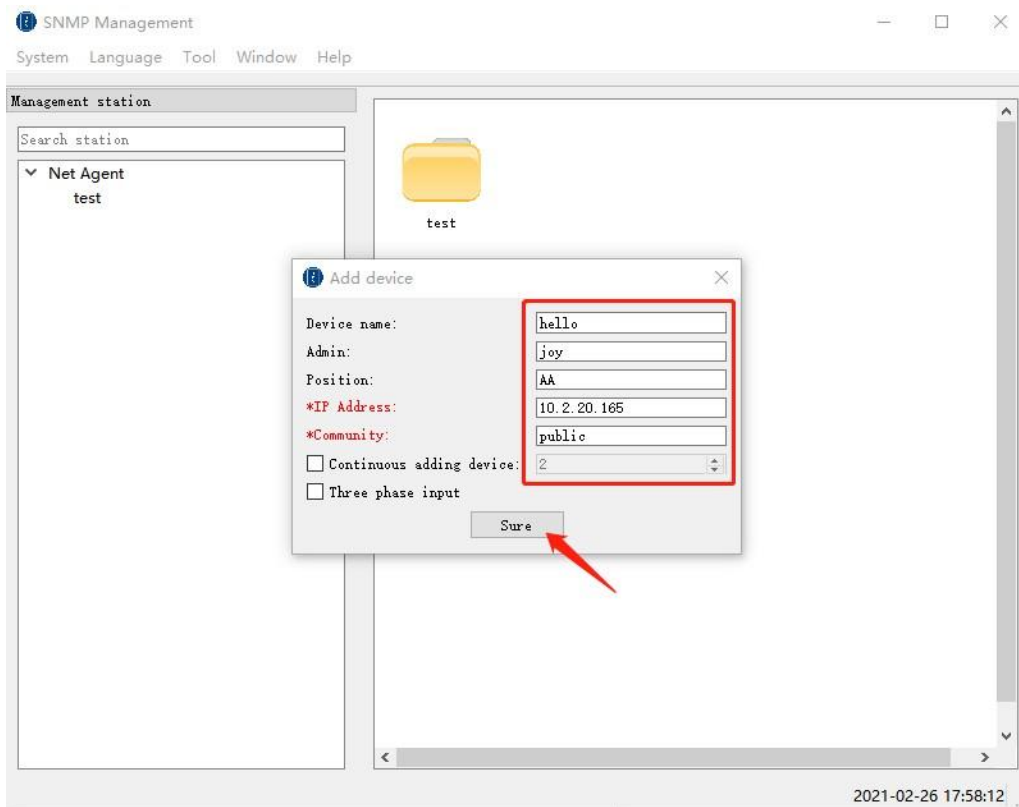 SNMP Management
System Language Tool Window Help
Management station
Search station
Net Agent
test
test
Add device
Device name: hello
Admin: joy
Position: AA
*IP Address: 10.2.20.165
*Community: public
Continuous adding device: 2
Three phase input
Sure
2021-02-26 17:58:12